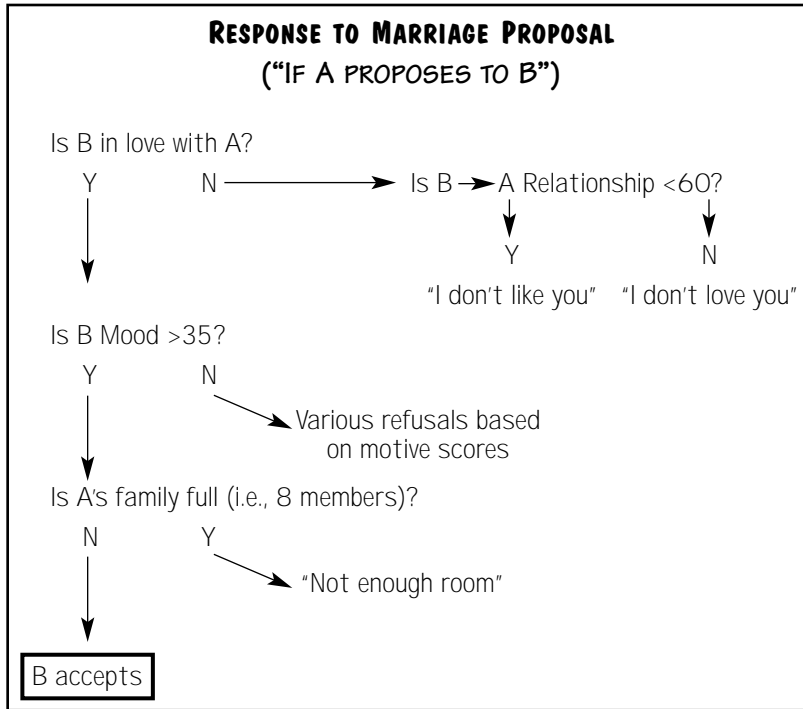 RESPONSE TO MARRIAGE PROPOSAL
("IF A PROPOSES TO B")
Is B in love with A?
Y N Is B A Relationship <60?
Y N
"I don't like you" "I don't love you"
Is B Mood >35?
Y N
Various refusals based
on motive scores
Is A's family full (i.e., 8 members)?
N Y
"Not enough room"
B accepts